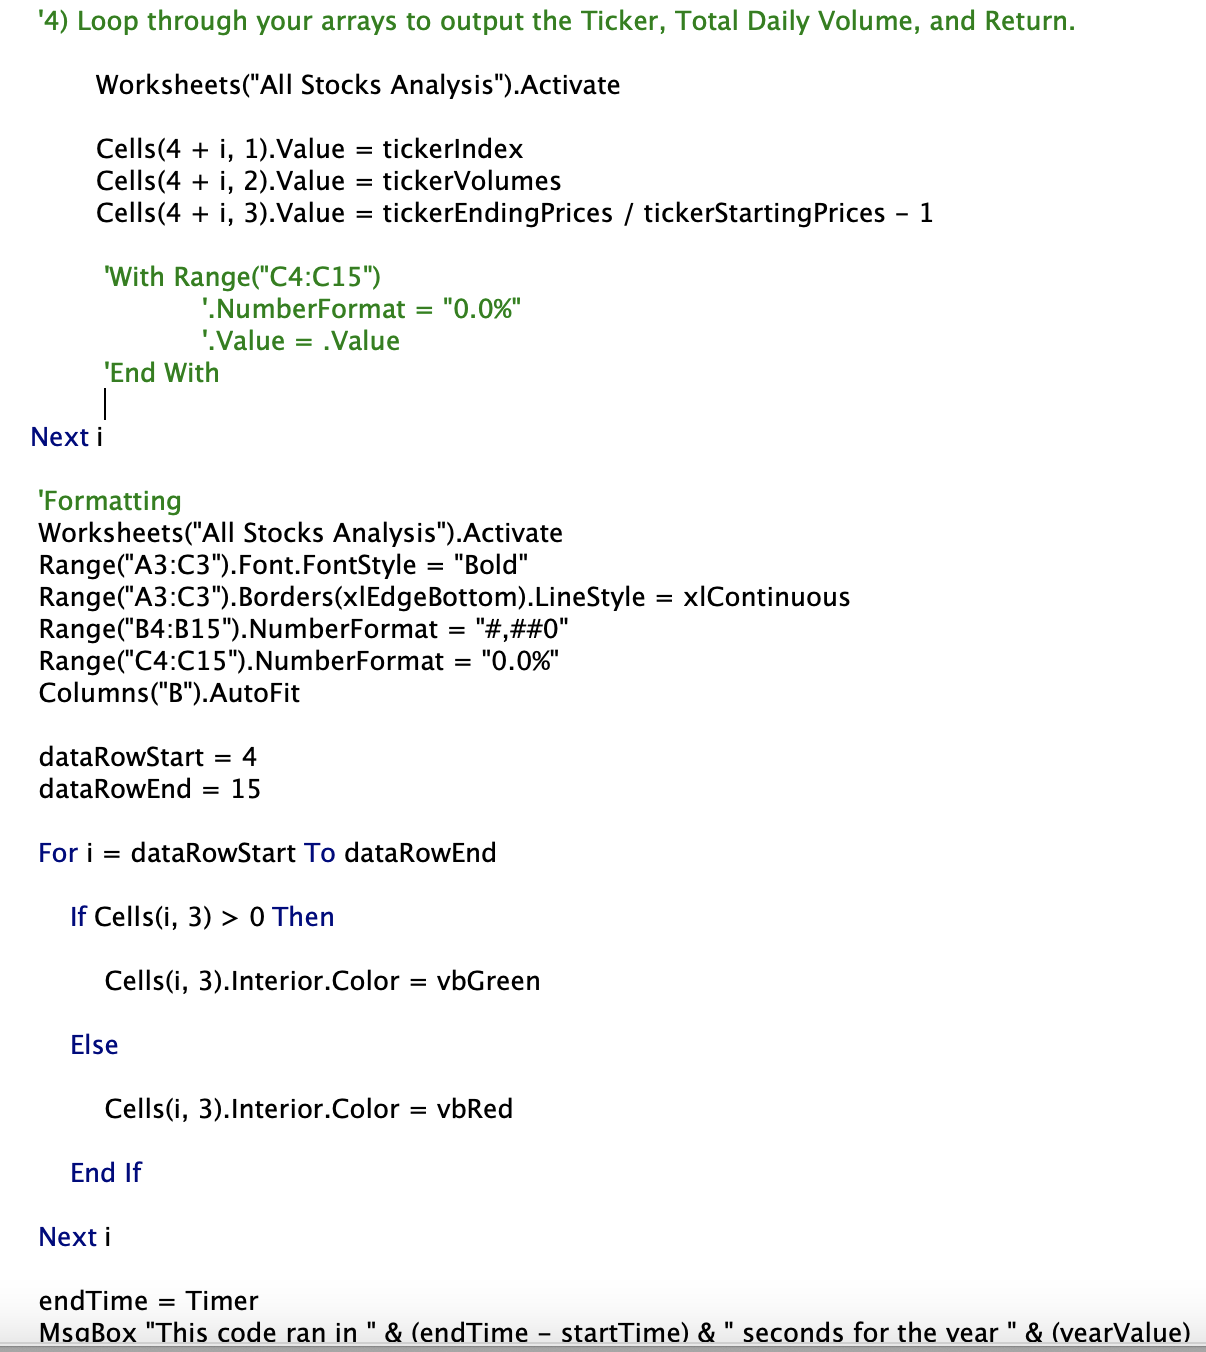 '4) Loop through your arrays to output the Ticker, Total Daily Volume, and Return.
Worksheets("All Stocks Analysis").Activate
Cells(4 + i, 1).Value = tickerIndex
Cells(4 + i, 2).Value = tickerVolumes
Cells(4 + i, 3).Value = tickerEndingPrices / tickerStartingPrices - 1
'With Range("C4:C15")
'.NumberFormat = "0.0%"
'.Value = .Value
'End With
Next i
'Formatting
Worksheets("All Stocks Analysis").Activate
Range("A3:C3").Font.FontStyle = "Bold"
Range("A3:C3").Borders(xlEdgeBottom).LineStyle = xlContinuous
Range("B4:B15").NumberFormat = "#,##0"
Range("C4:C15").NumberFormat = "0.0%"
Columns("B").AutoFit
dataRowStart = 4
dataRowEnd = 15
For i = dataRowStart To dataRowEnd
If Cells(i, 3) > 0 Then
Cells(i, 3).Interior.Color = vbGreen
Else
Cells(i, 3).Interior.Color = vbRed
End If
Next i
endTime = Timer
MsgBox "This code ran in " & (endTime - startTime) & " seconds for the year " & (yearValue)